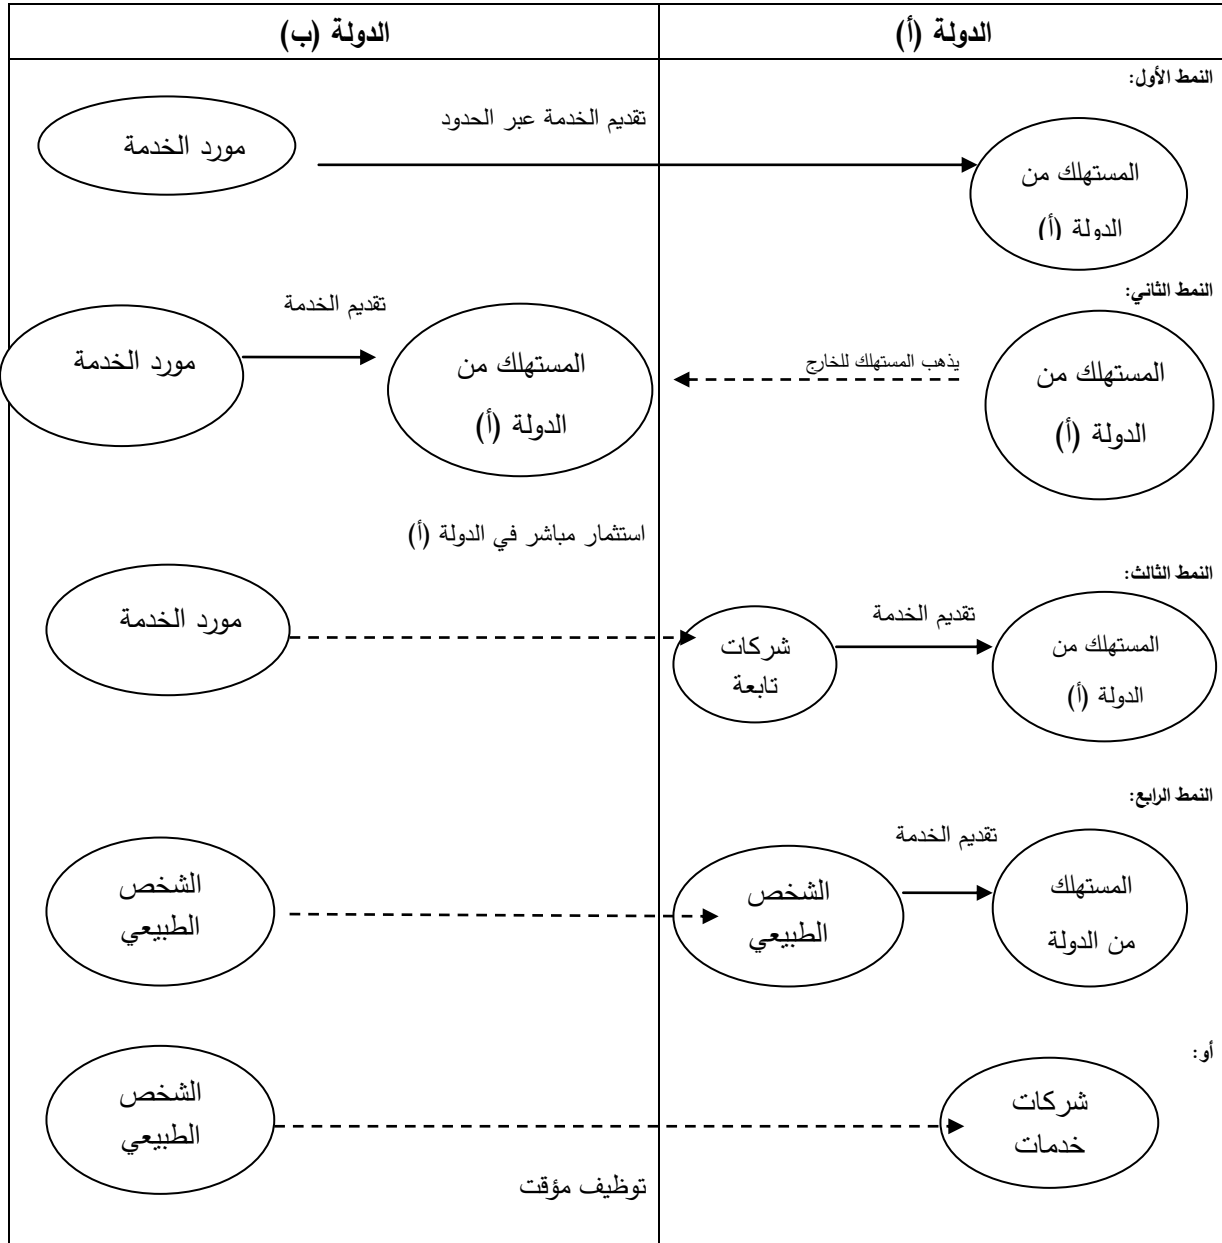 الدولة (أ)
الدولة (ب)
النمط الأول:
تقديم الخدمة عبر الحدود
مورد الخدمة
المستهلك من
الدولة (أ)
النمط الثاني:
تقديم الخدمة
المستهلك من
الدولة (أ)
يذهب المستهلك للخارج
المستهلك من
الدولة (أ)
مورد الخدمة
استثمار مباشر في الدولة (أ)
النمط الثالث:
تقديم الخدمة
المستهلك من
الدولة (أ)
شركات
تابعة
مورد الخدمة
النمط الرابع:
تقديم الخدمة
المستهلك
من الدولة
الشخص
الطبيعي
الشخص
الطبيعي
أو:
شركات
خدمات
الشخص
الطبيعي
توظيف مؤقت